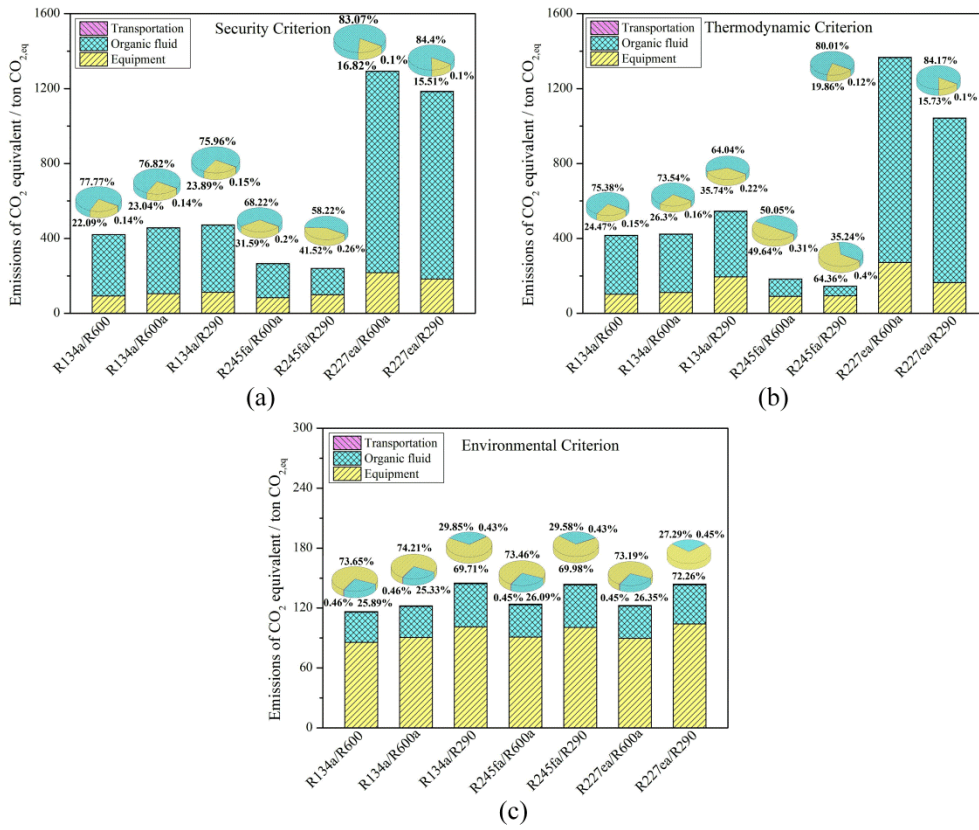 1600
1200
800
400
0
Emissions of CO2 equivalent / ton CO2,eq
Transportation
Organic fluid
Equipment
Security Criterion
77.77%
22.09% 0.14%
76.82%
23.04% 0.14%
75.96%
23.89% 0.15%
68.22%
31.59% 0.2%
58.22%
41.52% 0.26%
83.07%
16.82% 0.1%
84.4%
15.51% 0.1%
R134a/R600
R134a/R600a
R134a/R290
R245fa/R600a
R245fa/R290
R227ea/R600a
R227ea/R290
(a)
1600
1200
800
400
0
Emissions of CO2 equivalent / ton CO2,eq
Transportation
Organic fluid
Equipment
Thermodynamic Criterion
75.38%
24.47% 0.15%
73.54%
26.3% 0.16%
64.04%
35.74% 0.22%
50.05%
49.64% 0.31%
35.24%
64.36% 0.4%
80.01%
19.86% 0.12%
84.17%
15.73% 0.1%
R134a/R600
R134a/R600a
R134a/R290
R245fa/R600a
R245fa/R290
R227ea/R600a
R227ea/R290
(b)
300
240
180
120
60
0
Emissions of CO2 equivalent / ton CO2,eq
Transportation
Organic fluid
Equipment
Environmental Criterion
73.65%
0.46% 25.89%
74.21%
0.46% 25.33%
29.85% 0.43%
69.71%
73.46%
0.45% 26.09%
29.58% 0.43%
69.98%
73.19%
0.45% 26.35%
27.29% 0.45%
72.26%
R134a/R600
R134a/R600a
R134a/R290
R245fa/R600a
R245fa/R290
R227ea/R600a
R227ea/R290
(c)